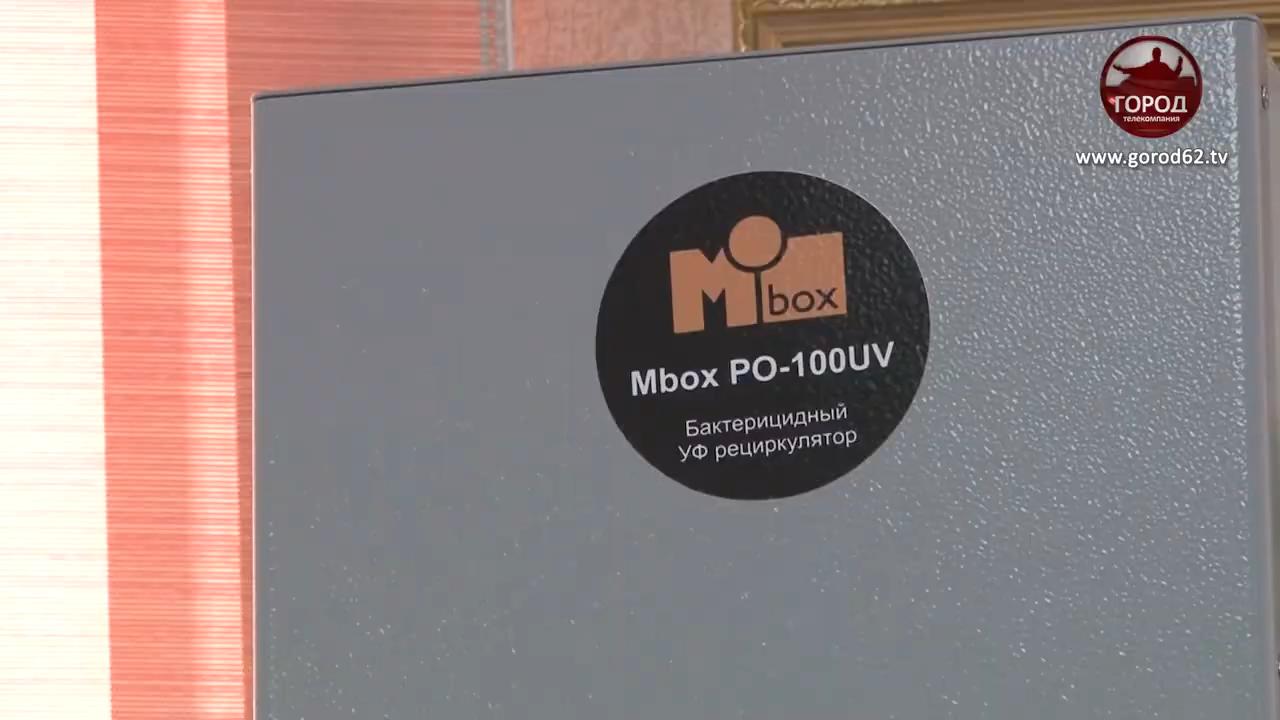 ГОРОД
телекомпания
www.gorod62.tv
Mbox
Mbox PO-100UV
Бактерицидный
УФ рециркулятор